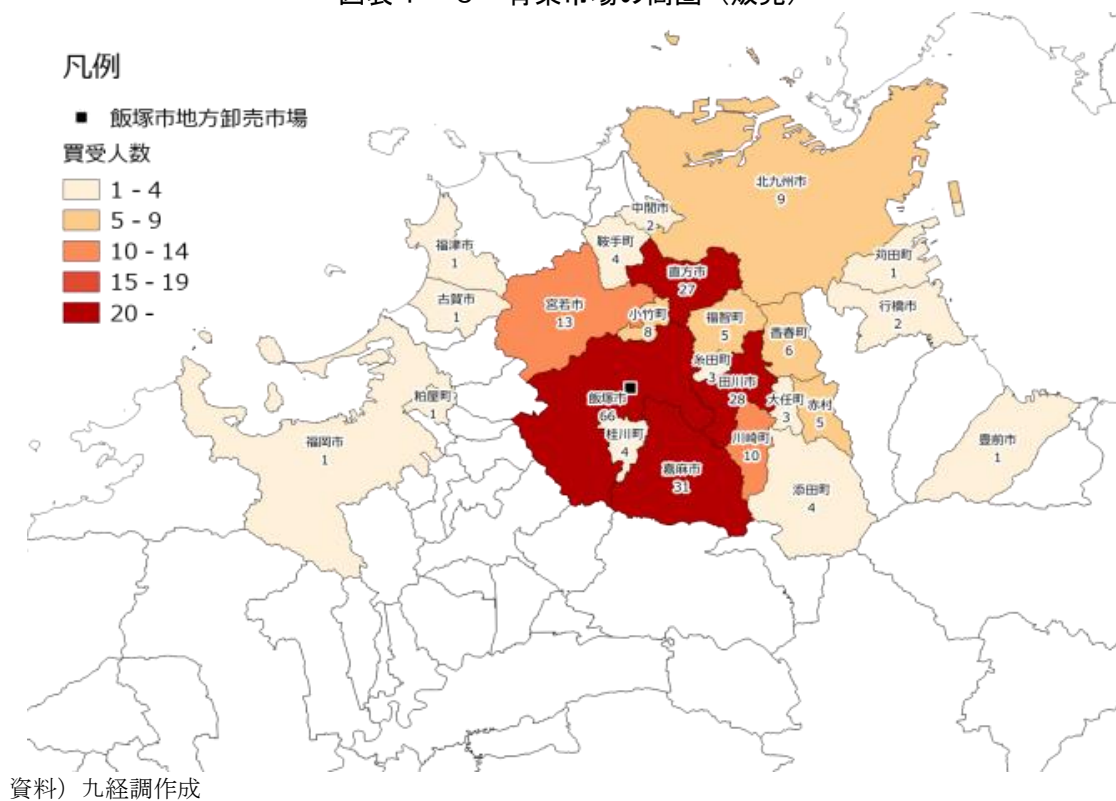 凡例
■ 飯塚市地方卸売市場
買受人数
1 - 4
5 - 9
10 - 14
15 - 19
20 -
北九州市
9
中間市
2
鞍手町
4
福津市
1
苅田町
1
直方市
27
古賀市
1
宮若市
13
行橋市
2
小竹町
8
福智町
5
香春町
6
糸田町
3
田川市
28
粕屋町
1
飯塚市
66
大任町
3
赤村
5
福岡市
1
桂川町
4
川崎町
10
豊前市
1
嘉麻市
31
添田町
4
資料）九経調作成